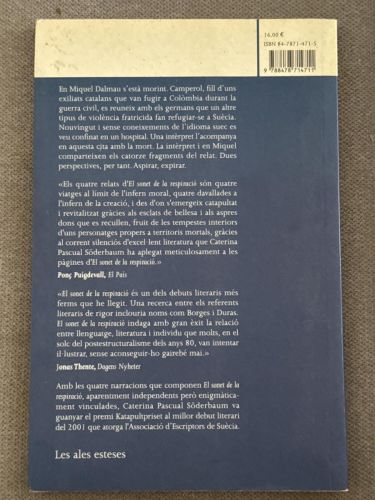 16,00 €
ISBN 84-7871-471-5
9 788478 714711
En Miquel Dalmau s'està morint. Camperol, fill d'uns
exiliats catalans que van fugir a Colòmbia durant la
guerra civil, es reuneix amb els germans que un altre
tipus de violència fratricida fan refugiar-se a Suècia.
Nouvingut i sense coneixements de l'idioma suec es
veu confinat en un hospital. Una intèrpret l'acompanya
en aquesta cita amb la mort. La intèrpret i en Miquel
comparteixen els catorze fragments del relat. Dues
perspectives, per tant. Aspirar, expirar.
«Els quatre relats d'El sonet de la respiració són quatre
viatges al límit de l'infern moral, quatre davallades a
l'infern de la creació, i des d'on s'emergeix catapultat
i revitalitzat gràcies als esclats de bellesa i als aspres
dons que es recullen, fruit de les tempestes interiors
d'uns personatges propers a territoris mortals, gràcies
al corrent silenciós d'excel·lent literatura que Caterina
Pascual Söderbaum ha aplegat meticulosament a les
pàgines d'El sonet de la respiració.»
Ponç Puigdevall, El País
«El sonet de la respiració és un dels debuts literaris més
ferms que he llegit. Una recerca entre els referents
literaris de rigor inclouria noms com Borges i Duras.
El sonet de la respiració indaga amb gran èxit la relació
entre llenguatge, literatura i individu que molts, en el
solc del postestructuralisme dels anys 80, van intentar
il·lustrar, sense aconseguir-ho gairebé mai.»
Jonas Thente, Dagens Nyheter
Amb les quatre narracions que componen El sonet de la
respiració, aparentment independents però enigmàtica-
ment vinculades, Caterina Pascual Söderbaum va
guanyar el premi Katapultpriset al millor debut literari
del 2001 que atorga l'Associació d'Escriptors de Suècia.
Les ales esteses